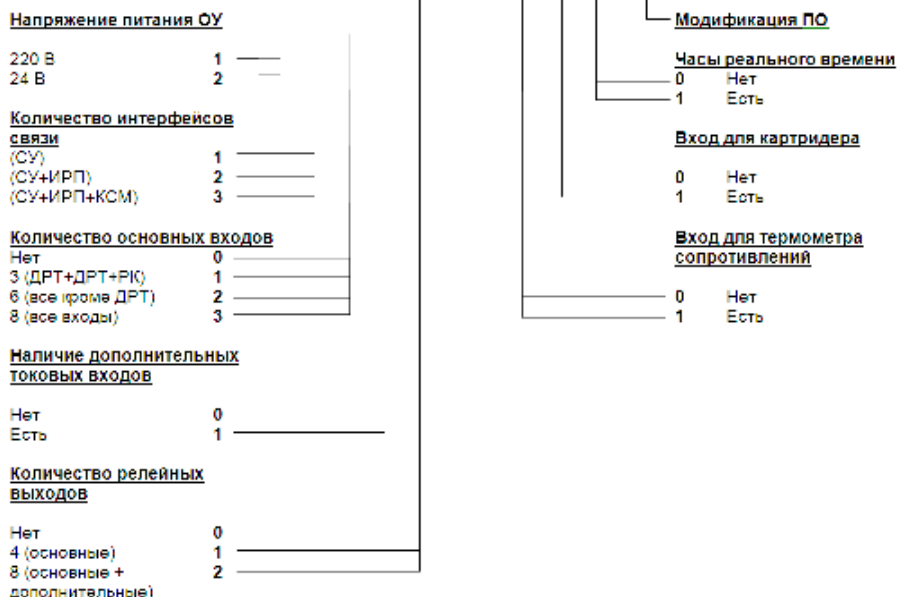 Напряжение питания ОУ
220 В 1
24 В 2
Количество интерфейсов
связи
(СУ) 1
(СУ+ИРП) 2
(СУ+ИРП+КСМ) 3
Количество основных входов
Нет 0
3 (ДРТ+ДРТ+РК) 1
6 (все кроме ДРТ) 2
8 (все входы) 3
Наличие дополнительных
токовых входов
Нет 0
Есть 1
Количество релейных
выходов
Нет 0
4 (основные) 1
8 (основные + 2
дополнительные)
Модификация ПО
Часы реального времени
0 Нет
1 Есть
Вход для картридера
0 Нет
1 Есть
Вход для термометра
сопротивлений
0 Нет
1 Есть